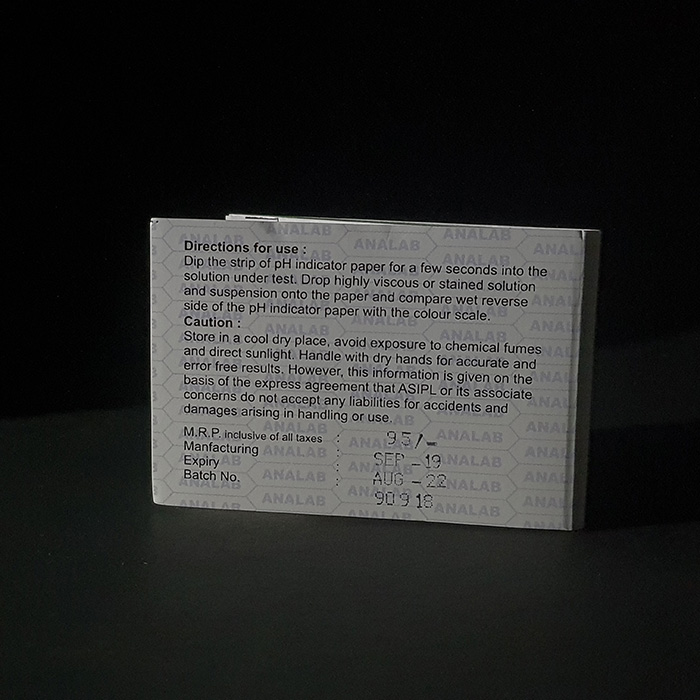 Directions for use :
Dip the strip of pH indicator paper for a few seconds into the
solution under test. Drop highly viscous or stained solution
and suspension onto the paper and compare wet reverse
side of the pH indicator paper with the colour scale.
Caution :
Store in a cool dry place, avoid exposure to chemical fumes
and direct sunlight. Handle with dry hands for accurate and
error free results. However, this information is given on the
basis of the express agreement that ASIPL or its associate
concerns do not accept any liabilities for accidents and
damages arising in handling or use.
M.R.P. inclusive of all taxes : 95/-
Manfacturing : SEP - 19
Expiry : AUG - 22
Batch No. : 90918
ANALAB